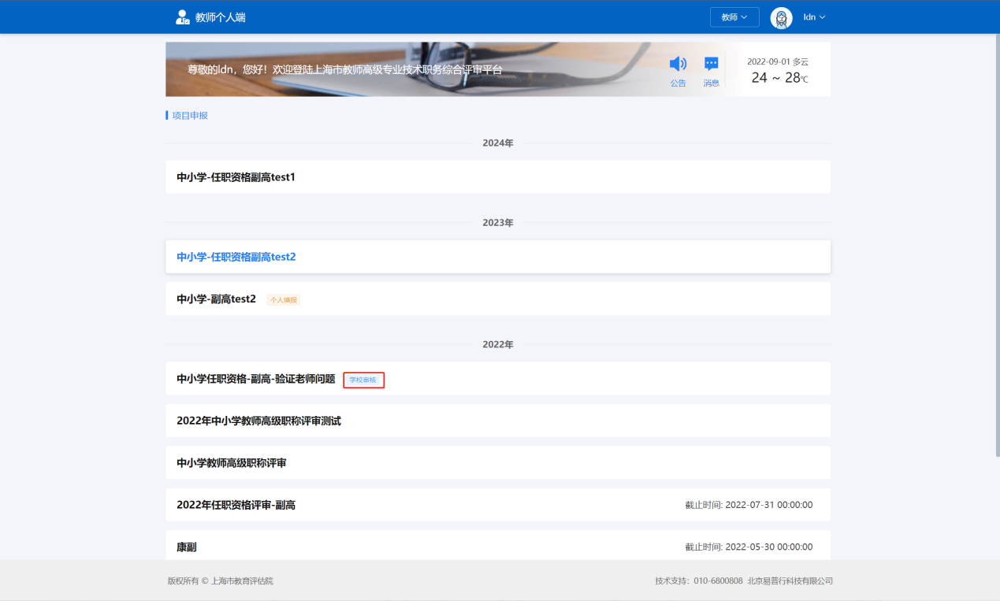 教师个人端
教师
ldn
尊敬的ldn，您好！欢迎登陆上海市教师高级专业技术职务综合评审平台
公告
消息
2022-09-01 多云
24 ~ 28℃
项目申报
2024年
中小学-任职资格副高test1
2023年
中小学-任职资格副高test2
中小学-副高test2 个人填报
2022年
中小学任职资格-副高-验证老师问题 学校审核
2022年中小学教师高级职称评审测试
中小学教师高级职称评审
2022年任职资格评审-副高 截止时间: 2022-07-31 00:00:00
康副 截止时间: 2022-05-30 00:00:00
版权所有 © 上海市教育评估院 技术支持：010-6800808 北京易普行科技有限公司